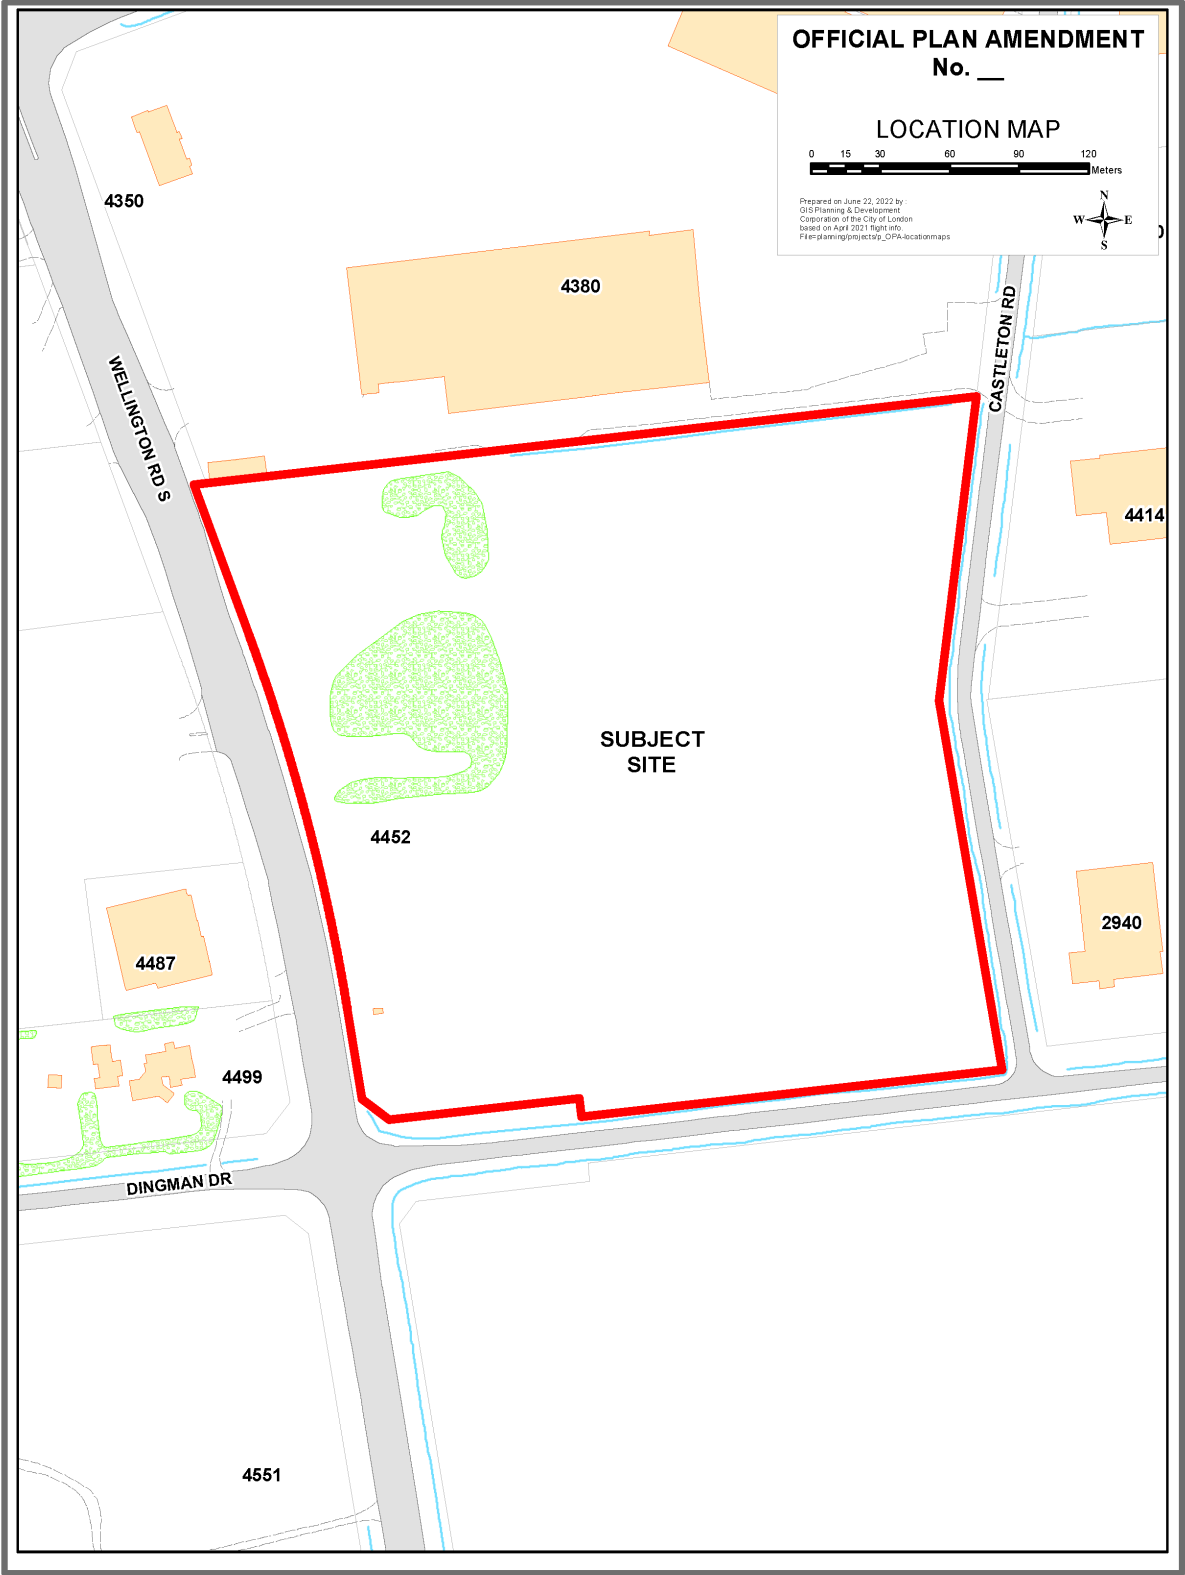 OFFICIAL PLAN AMENDMENT
No. __
LOCATION MAP
0 15 30 60 90 120
Meters
Prepared on June 22, 2022 by :
GIS Planning & Development
Corporation of the City of London
based on April 2021 flight info.
File=planning/projects/p_OPA-locationmaps
N
W E
S
4350
4380
CASTLETON RD
WELLINGTON RD S
4414
SUBJECT
SITE
4452
2940
4487
4499
DINGMAN DR
4551